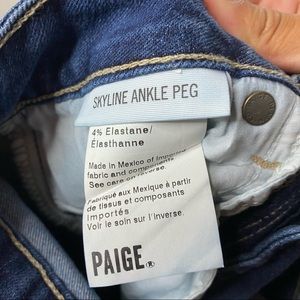 SKYLINE ANKLE PEG
4% Elastane/
Élasthanne
Made in Mexico of Imported
fabric and components
See care on reverse.
Fabriqué aux Mexique à partir
de tissus et composants
Importés
Voir le soin sur l'inverse.
PAIGE®